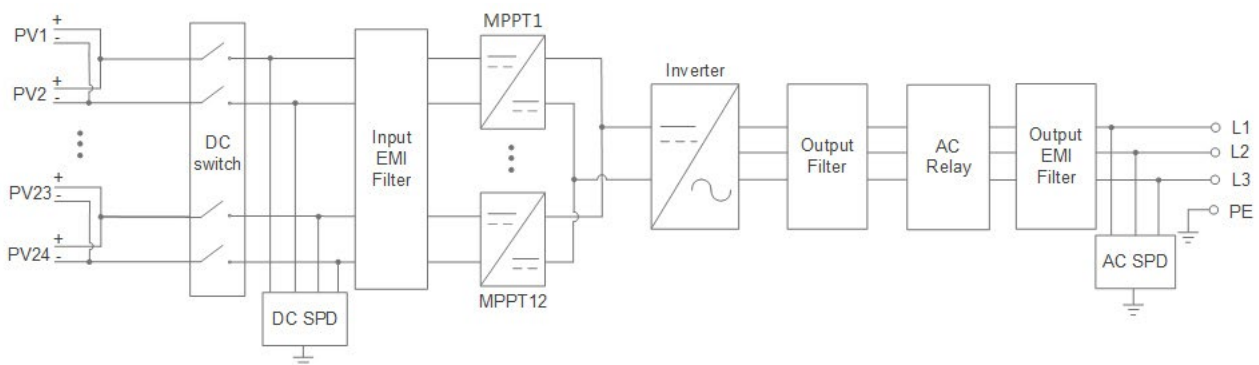 PV1
+
-
PV2
+
-
PV23
+
-
PV24
+
-
DC
switch
DC SPD
Input
EMI
Filter
MPPT1
MPPT12
Inverter
Output
Filter
AC
Relay
Output
EMI
Filter
L1
L2
L3
PE
AC SPD